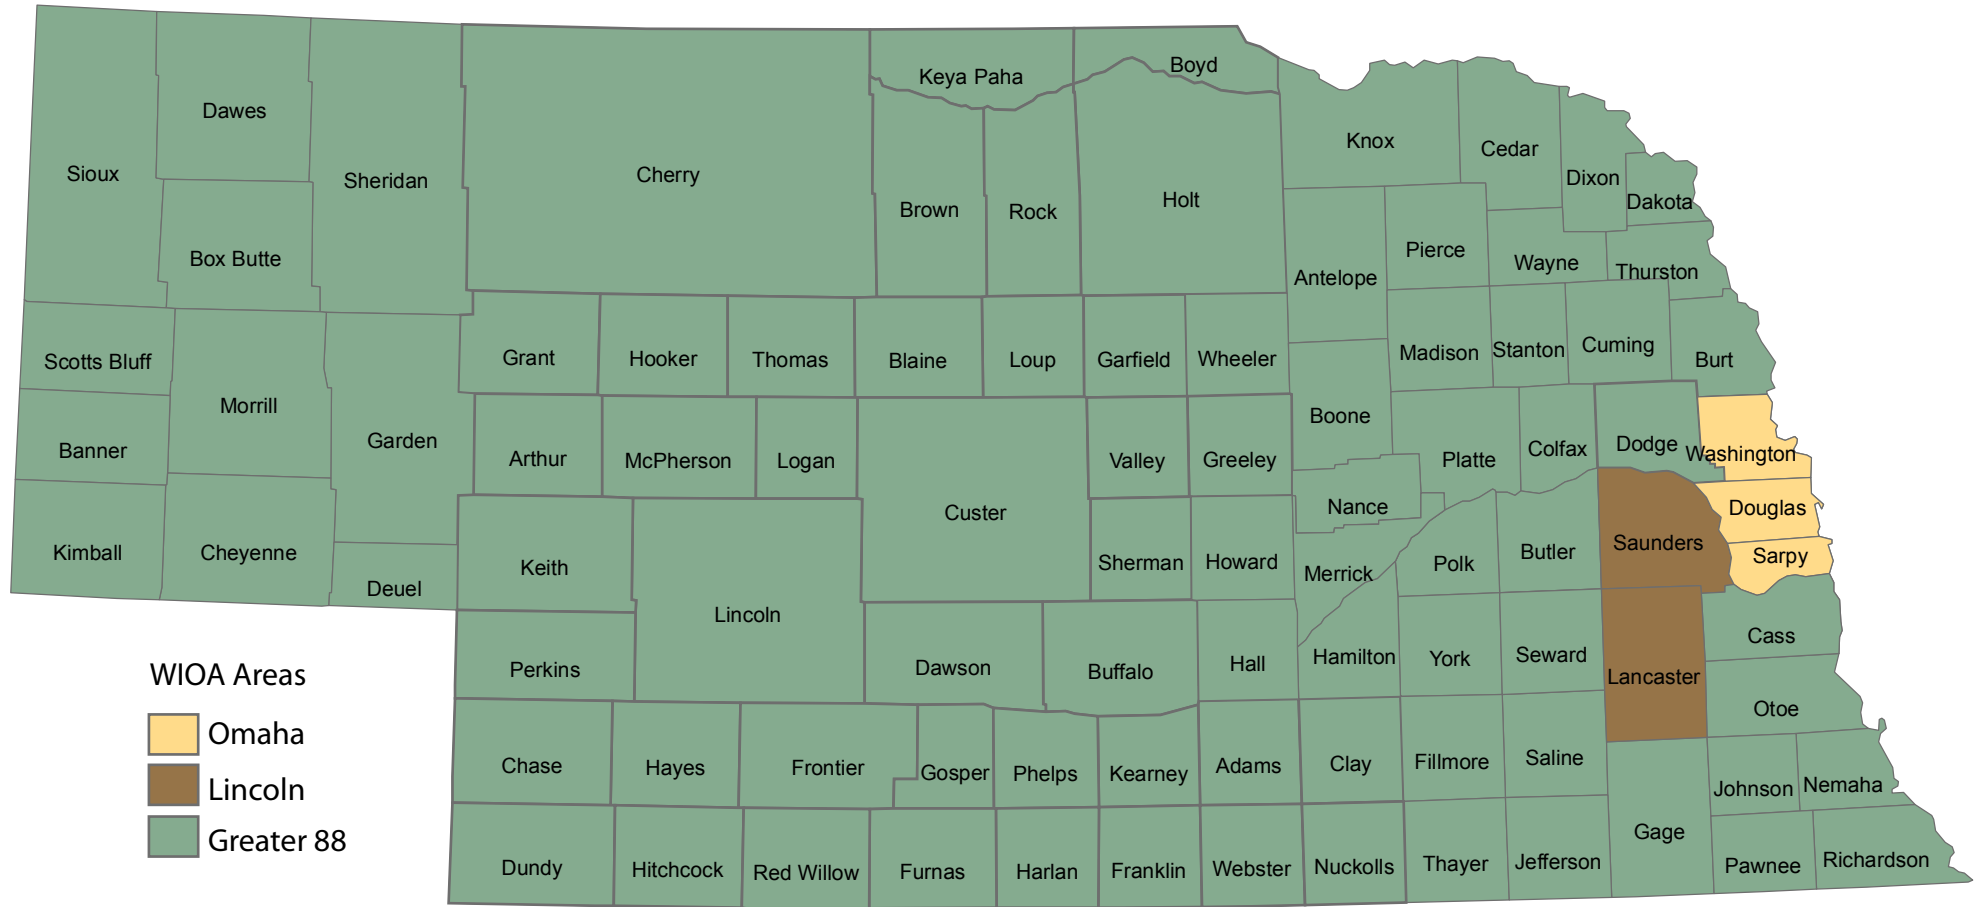 Boyd
Keya Paha
Dawes
Knox
Cedar
Sioux
Sheridan
Cherry
Dixon
Brown
Rock
Holt
Dakota
Box Butte
Pierce
Wayne
Antelope
Thurston
Scotts Bluff
Grant
Hooker
Thomas
Blaine
Loup
Garfield
Wheeler
Madison
Stanton
Cuming
Burt
Morrill
Boone
Banner
Garden
Arthur
McPherson
Logan
Valley
Greeley
Platte
Colfax
Dodge
Washington
Custer
Nance
Douglas
Kimball
Cheyenne
Keith
Sherman
Howard
Merrick
Polk
Butler
Saunders
Sarpy
Deuel
Lincoln
Perkins
Dawson
Buffalo
Hall
Hamilton
York
Seward
Lancaster
Cass
Otoe
WIOA Areas
Omaha
Lincoln
Greater 88
Chase
Hayes
Frontier
Gosper
Phelps
Kearney
Adams
Clay
Fillmore
Saline
Johnson
Nemaha
Dundy
Hitchcock
Red Willow
Furnas
Harlan
Franklin
Webster
Nuckolls
Thayer
Jefferson
Gage
Pawnee
Richardson